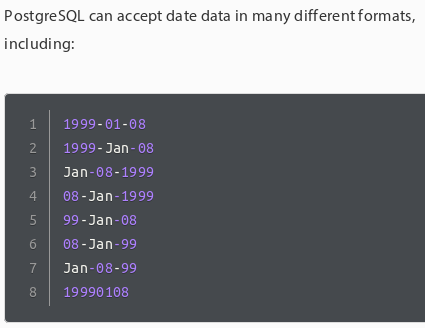 PostgreSQL can accept date data in many different formats,
including:
1 1999-01-08
2 1999-Jan-08
3 Jan-08-1999
4 08-Jan-1999
5 99-Jan-08
6 08-Jan-99
7 Jan-08-99
8 19990108